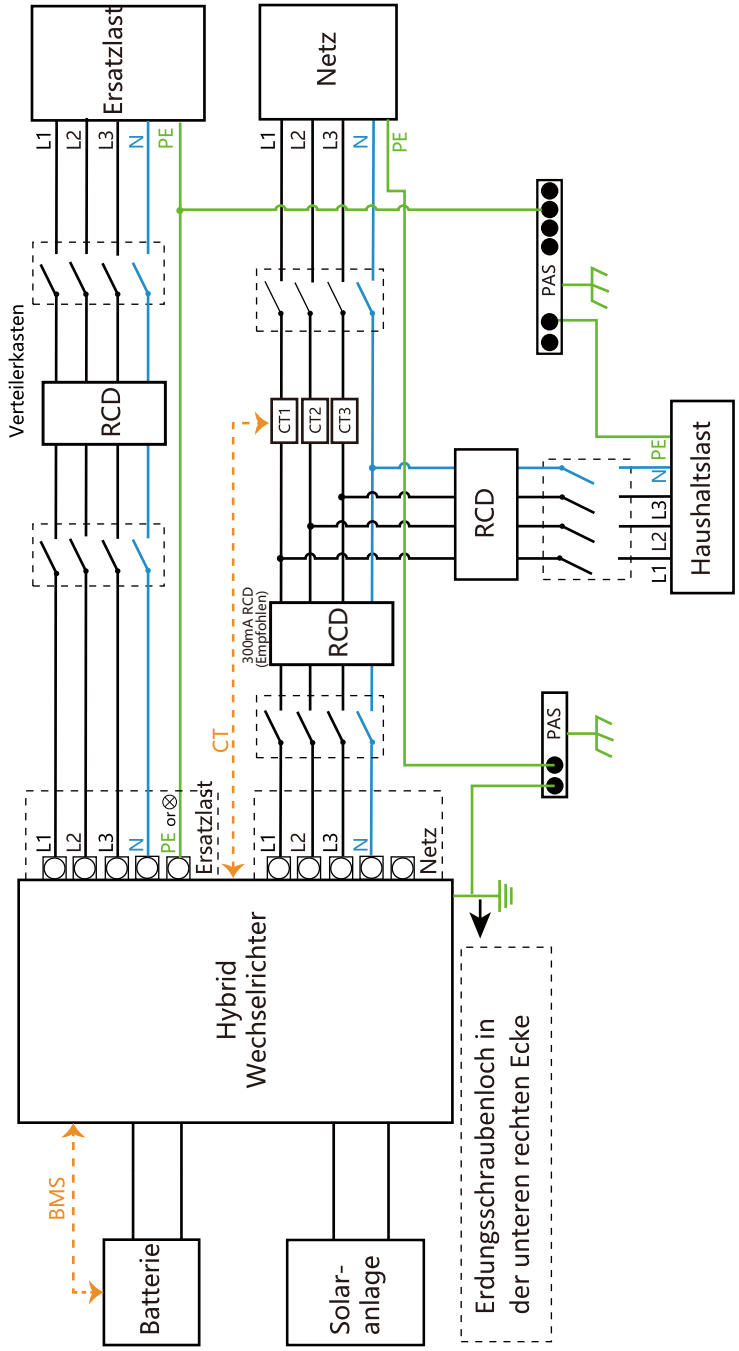 BMS
Batterie
Solar-
anlage
Hybrid
Wechselrichter
Erdungsschraubenloch in
der unteren rechten Ecke
L1
L2
L3
N
PE or
Ersatzlast
CT
L1
L2
L3
N
Netz
Verteilerkasten
RCD
L1
L2
L3
N
PE
Ersatzlast
300mA RCD
(Empfohlen)
RCD
CT1
CT2
CT3
L1
L2
L3
N
PE
Netz
RCD
L1
L2
L3
N
PE
Haushaltslast
PAS
PAS